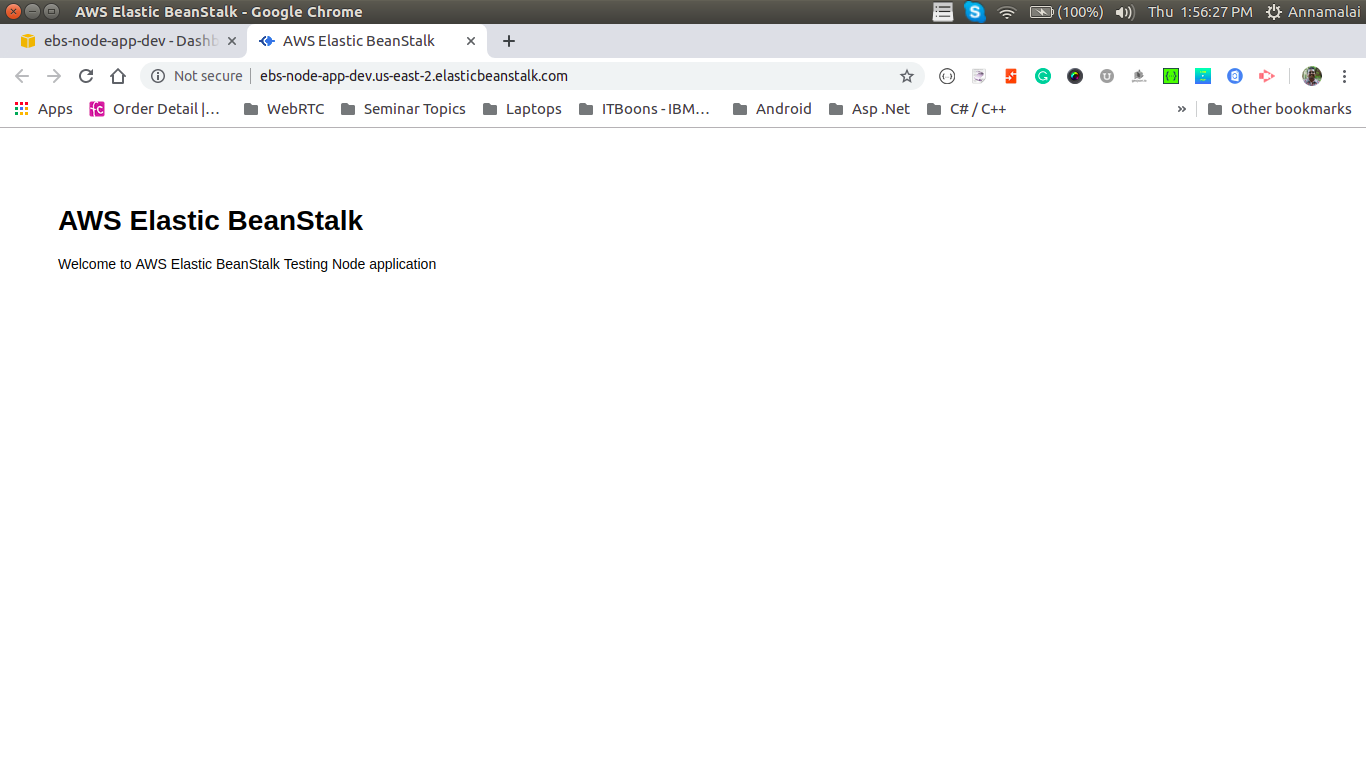 AWS Elastic BeanStalk - Google Chrome
(100%)
Thu 1:56:27 PM
Annamalai
ebs-node-app-dev - Dashb
AWS Elastic BeanStalk
Not secure
ebs-node-app-dev.us-east-2.elasticbeanstalk.com
Apps
Order Detail |...
WebRTC
Seminar Topics
Laptops
ITBoons - IBM...
Android
Asp .Net
C# / C++
»
Other bookmarks
AWS Elastic BeanStalk
Welcome to AWS Elastic BeanStalk Testing Node application